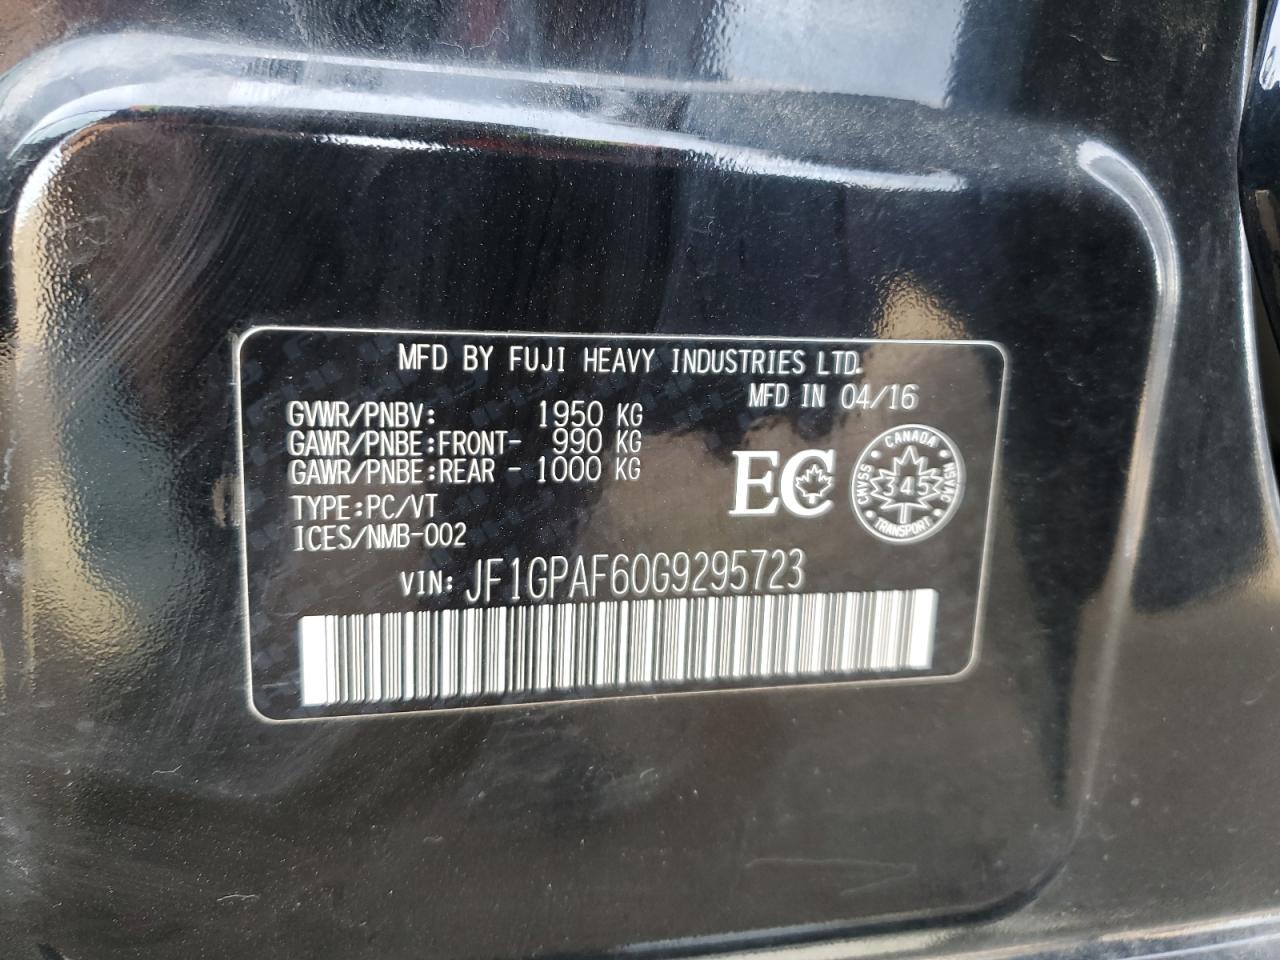 MFD BY FUJI HEAVY INDUSTRIES LTD.
MFD IN 04/16
GVWR/PNBV: 1950 KG
GAWR/PNBE:FRONT- 990 KG
GAWR/PNBE:REAR - 1000 KG
TYPE:PC/VT
ICES/NMB-002
EC
CANADA
CMVSS
345
NSVAC
TRANSPORT
VIN: JF1GPAF60G9295723